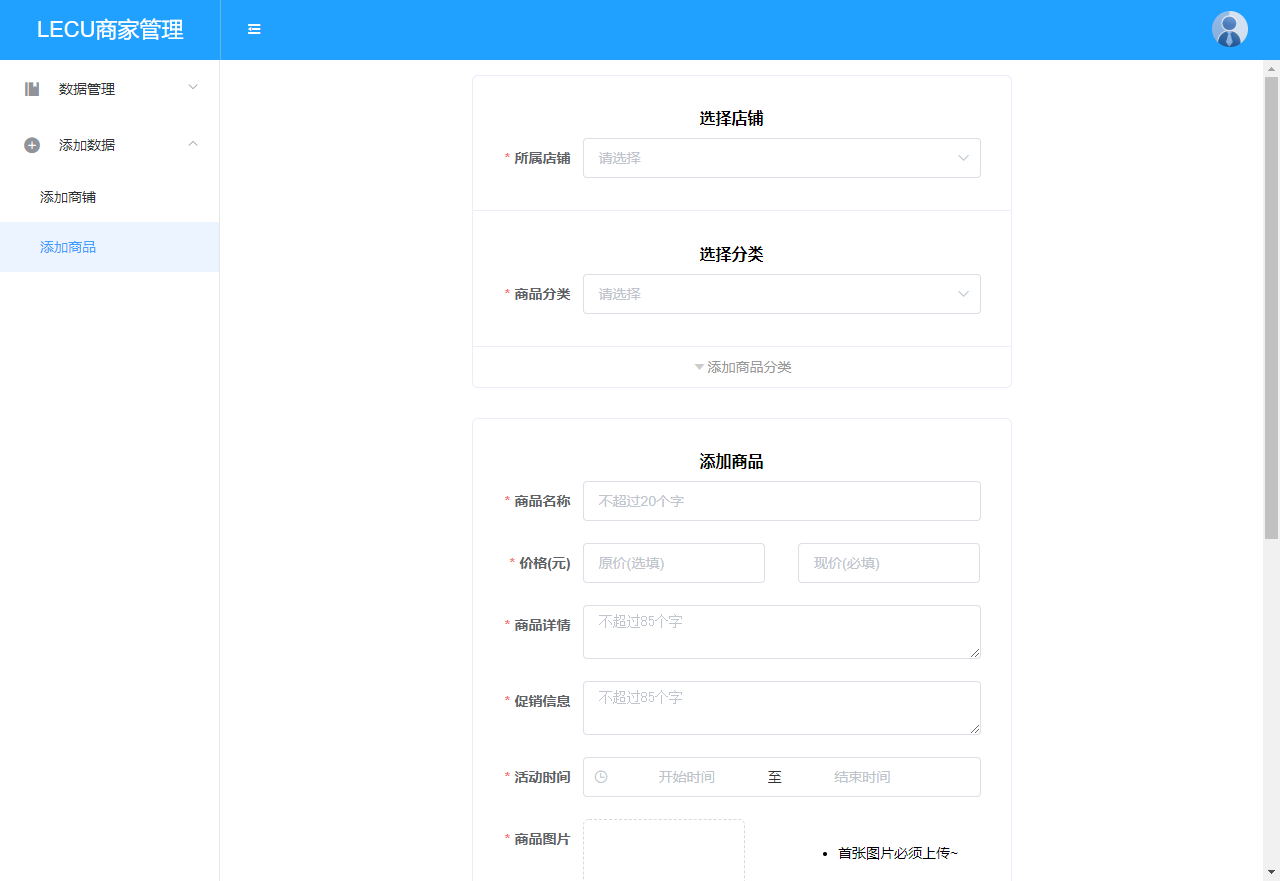 LECU商家管理
数据管理
添加数据
添加商铺
添加商品
选择店铺
* 所属店铺 请选择
选择分类
* 商品分类 请选择
添加商品分类
添加商品
* 商品名称 不超过20个字
* 价格(元) 原价(选填) 现价(必填)
* 商品详情 不超过85个字
* 促销信息 不超过85个字
* 活动时间 开始时间 至 结束时间
* 商品图片
• 首张图片必须上传~